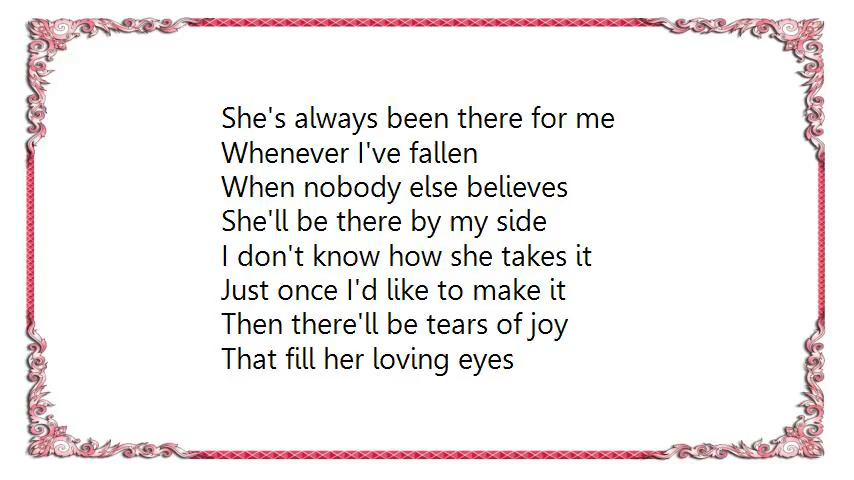 She's always been there for me
Whenever I've fallen
When nobody else believes
She'll be there by my side
I don't know how she takes it
Just once I'd like to make it
Then there'll be tears of joy
That fill her loving eyes